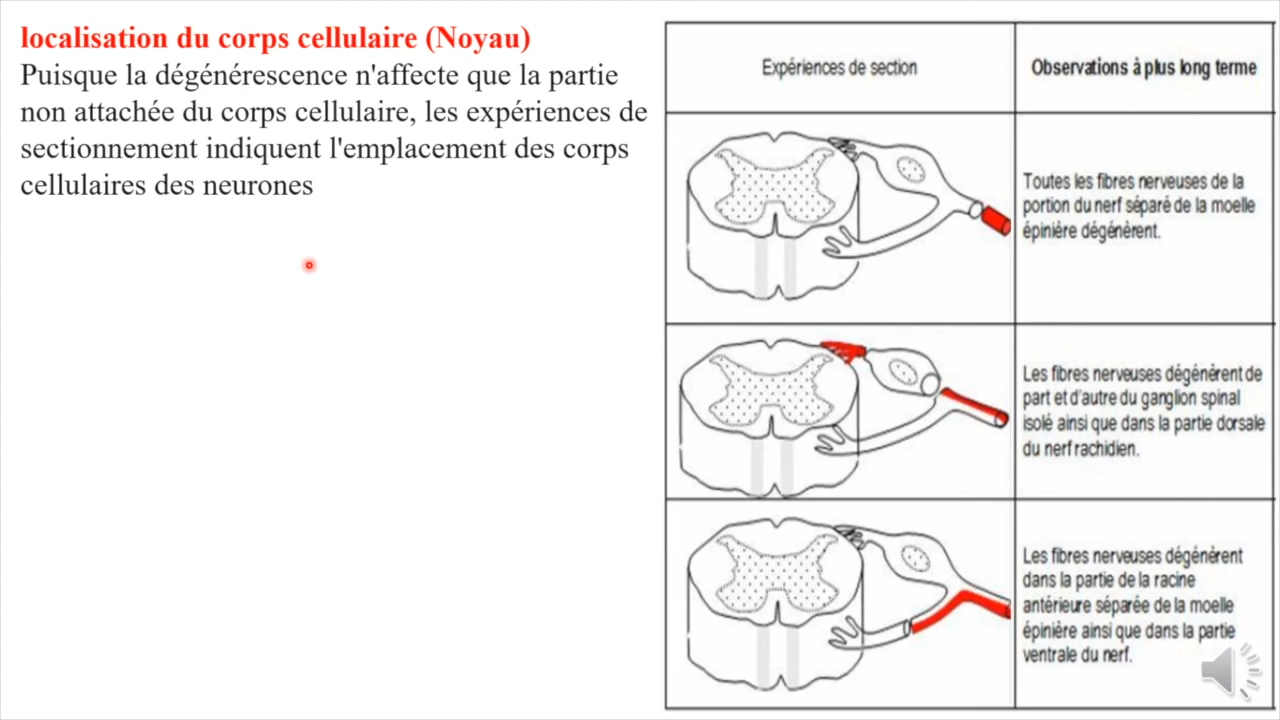 localisation du corps cellulaire (Noyau)
Puisque la dégénérescence n'affecte que la partie
non attachée du corps cellulaire, les expériences de
sectionnement indiquent l'emplacement des corps
cellulaires des neurones
Expériences de section
Observations à plus long terme
Toutes les fibres nerveuses de la
portion du nerf séparé de la moelle
épinière dégénèrent.
Les fibres nerveuses dégénèrent de
part et d'autre du ganglion spinal
isolé ainsi que dans la partie dorsale
du nerf rachidien.
Les fibres nerveuses dégénèrent
dans la partie de la racine
antérieure séparée de la moelle
épinière ainsi que dans la partie
ventrale du nerf.